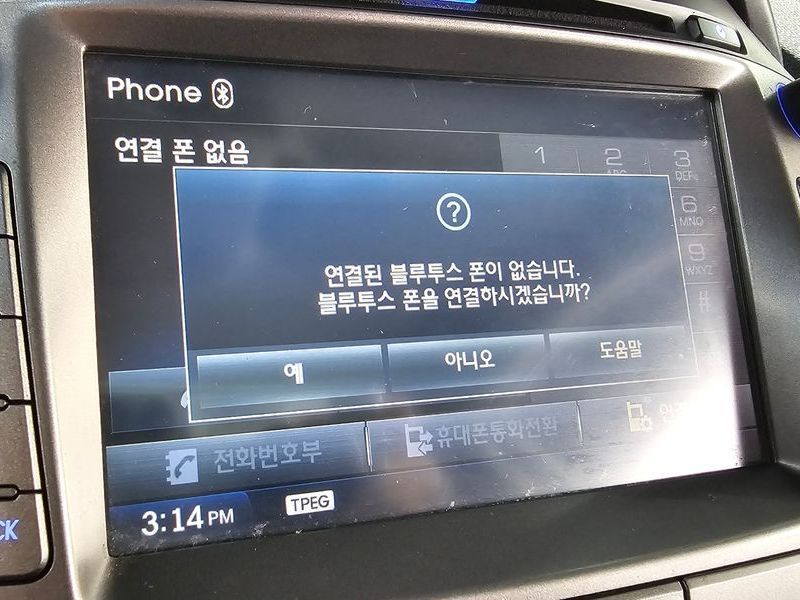 Phone
연결 폰 없음
1
2
3
DEF
6
MNO
9
WXYZ
#
?
연결된 블루투스 폰이 없습니다.
블루투스 폰을 연결하시겠습니까?
예
아니오
도움말
전화번호부
휴대폰통화전환
3:14 PM
TPEG
CK